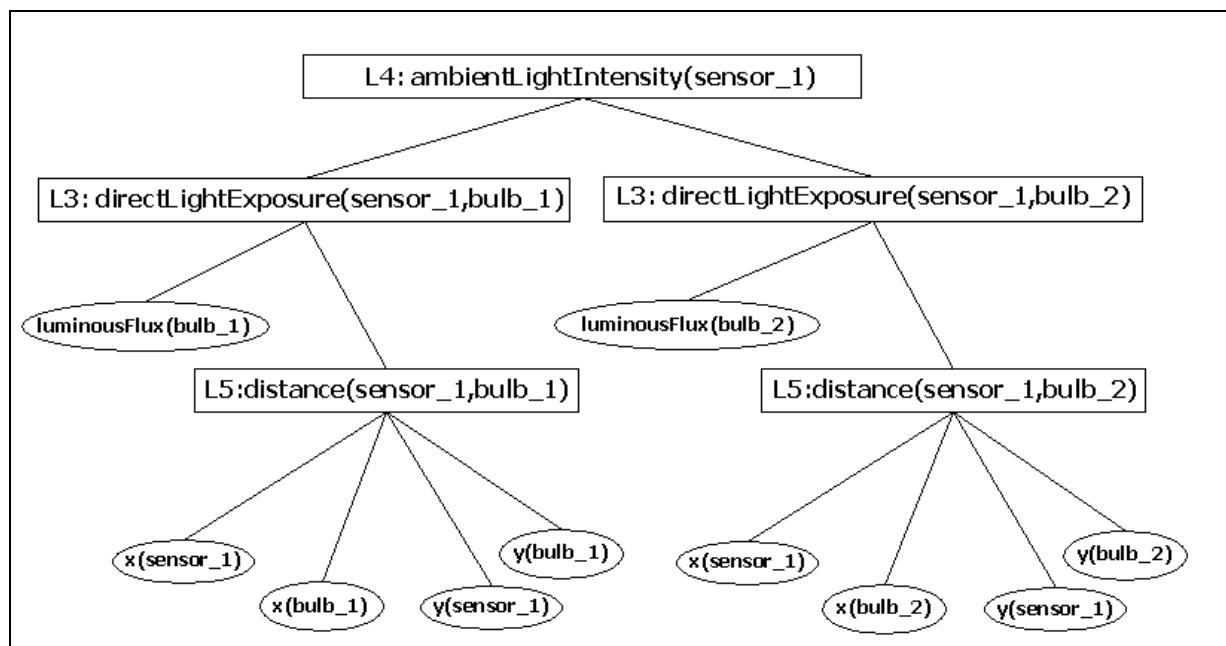 L4: ambientLightIntensity(sensor_1)
L3: directLightExposure(sensor_1,bulb_1)
L3: directLightExposure(sensor_1,bulb_2)
luminousFlux(bulb_1)
luminousFlux(bulb_2)
L5:distance(sensor_1,bulb_1)
L5:distance(sensor_1,bulb_2)
x(sensor_1)
x(bulb_1)
y(sensor_1)
y(bulb_1)
x(sensor_1)
x(bulb_2)
y(sensor_1)
y(bulb_2)